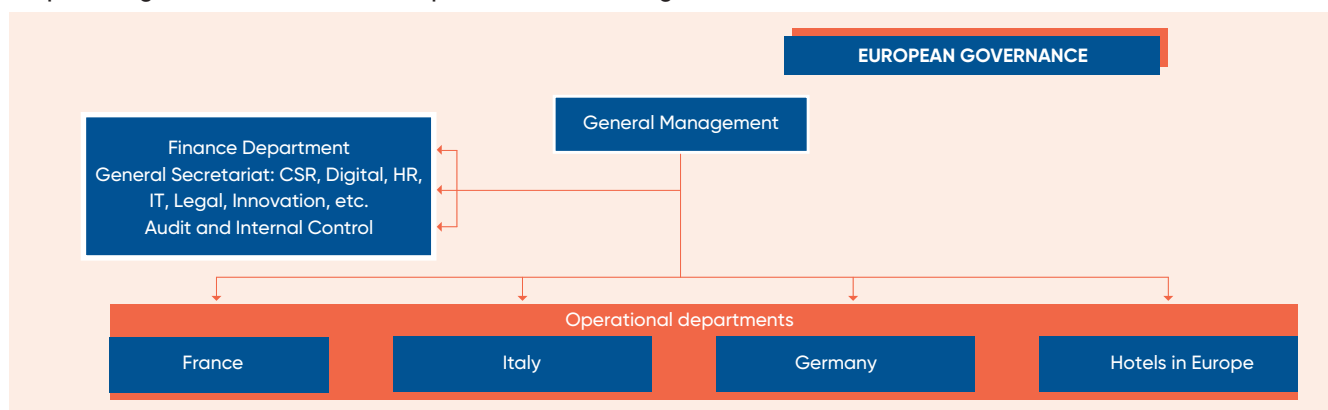 EUROPEAN GOVERNANCE
General Management
Finance Department
General Secretariat: CSR, Digital, HR,
IT, Legal, Innovation, etc.
Audit and Internal Control
Operational departments
France
Italy
Germany
Hotels in Europe